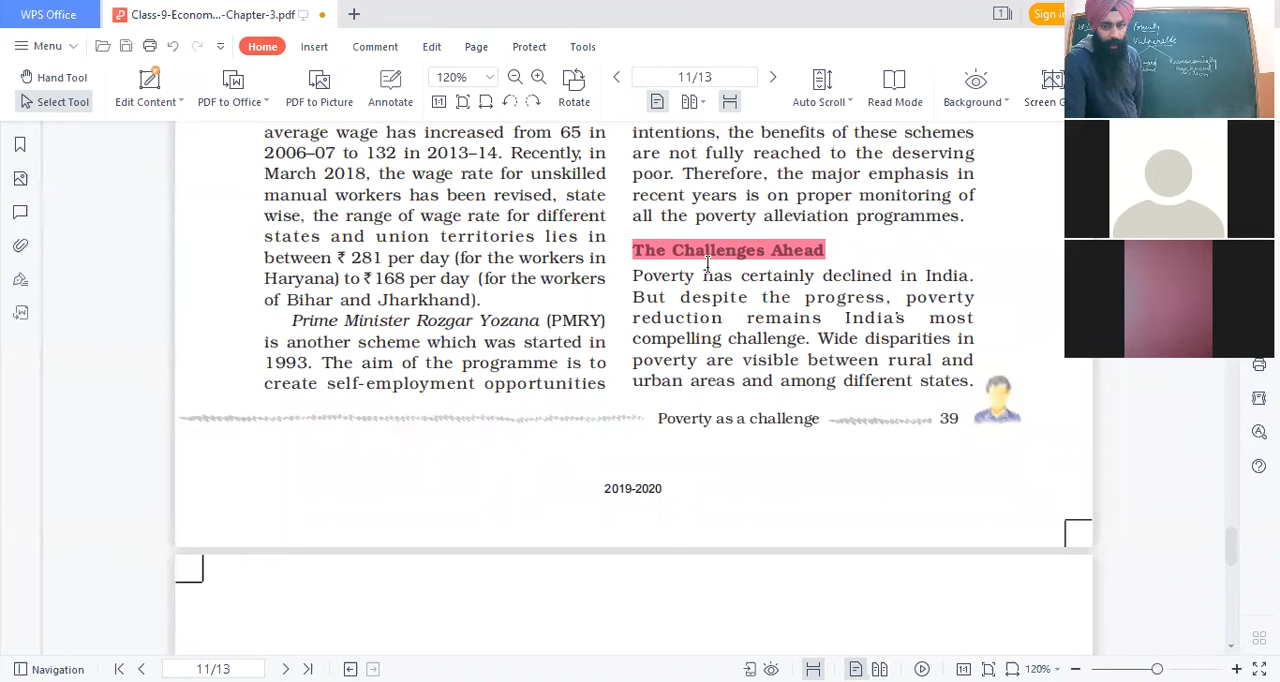 WPS Office
Class-9-Econom...-Chapter-3.pdf
1
Sign in
Menu
Home
Insert
Comment
Edit
Page
Protect
Tools
Hand Tool
Select Tool
Edit Content
PDF to Office
PDF to Picture
Annotate
120%
Rotate
11/13
Auto Scroll
Read Mode
Background
Screen G
Poverty
Vulnerable
average wage has increased from 65 in
2006–07 to 132 in 2013–14. Recently, in
March 2018, the wage rate for unskilled
manual workers has been revised, state
wise, the range of wage rate for different
states and union territories lies in
between ₹ 281 per day (for the workers in
Haryana) to ₹ 168 per day (for the workers
of Bihar and Jharkhand).
Prime Minister Rozgar Yozana (PMRY)
is another scheme which was started in
1993. The aim of the programme is to
create self-employment opportunities
intentions, the benefits of these schemes
are not fully reached to the deserving
poor. Therefore, the major emphasis in
recent years is on proper monitoring of
all the poverty alleviation programmes.
The Challenges Ahead
Poverty has certainly declined in India.
But despite the progress, poverty
reduction remains India's most
compelling challenge. Wide disparities in
poverty are visible between rural and
urban areas and among different states.
Poverty as a challenge 39
2019-2020
Navigation
11/13
120%